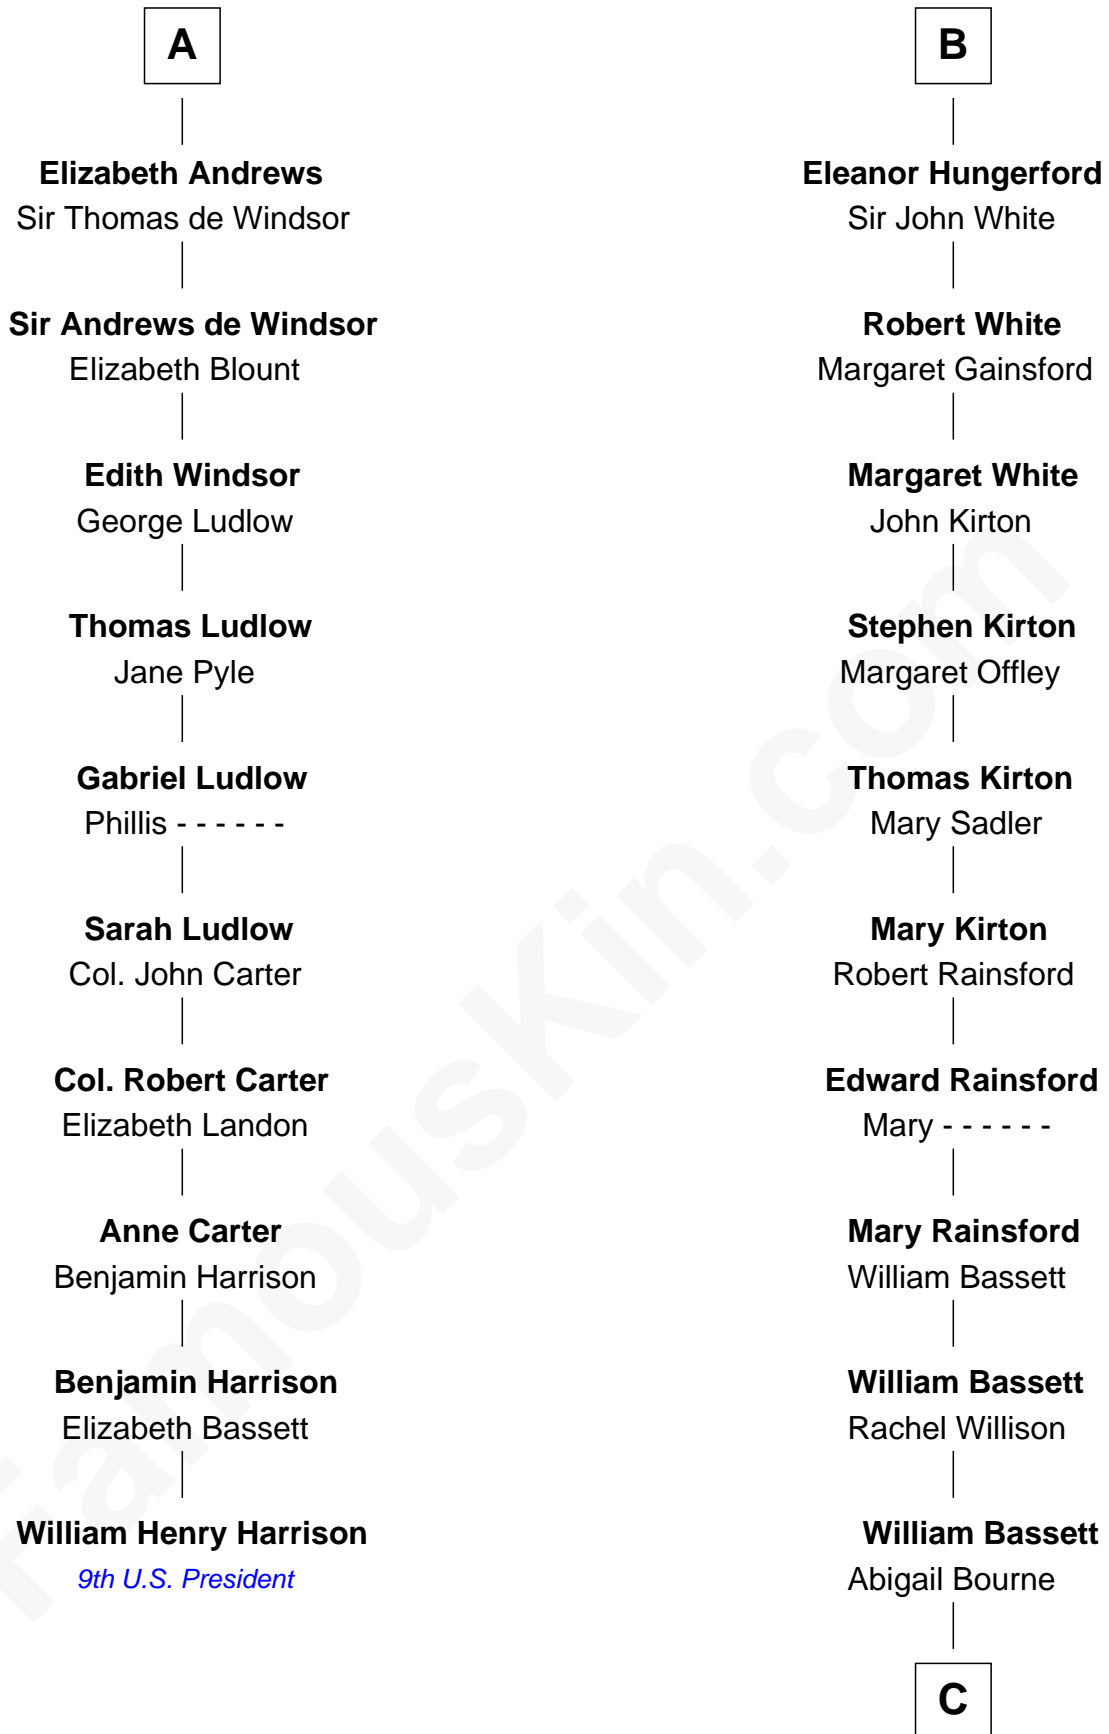 A
Elizabeth Andrews
Sir Thomas de Windsor
Sir Andrews de Windsor
Elizabeth Blount
Edith Windsor
George Ludlow
Thomas Ludlow
Jane Pyle
Gabriel Ludlow
Phillis - - - - - -
Sarah Ludlow
Col. John Carter
Col. Robert Carter
Elizabeth Landon
Anne Carter
Benjamin Harrison
Benjamin Harrison
Elizabeth Bassett
William Henry Harrison
9th U.S. President
B
Eleanor Hungerford
Sir John White
Robert White
Margaret Gainsford
Margaret White
John Kirton
Stephen Kirton
Margaret Offley
Thomas Kirton
Mary Sadler
Mary Kirton
Robert Rainsford
Edward Rainsford
Mary - - - - - -
Mary Rainsford
William Bassett
William Bassett
Rachel Willison
William Bassett
Abigail Bourne
C
FamousKin.com